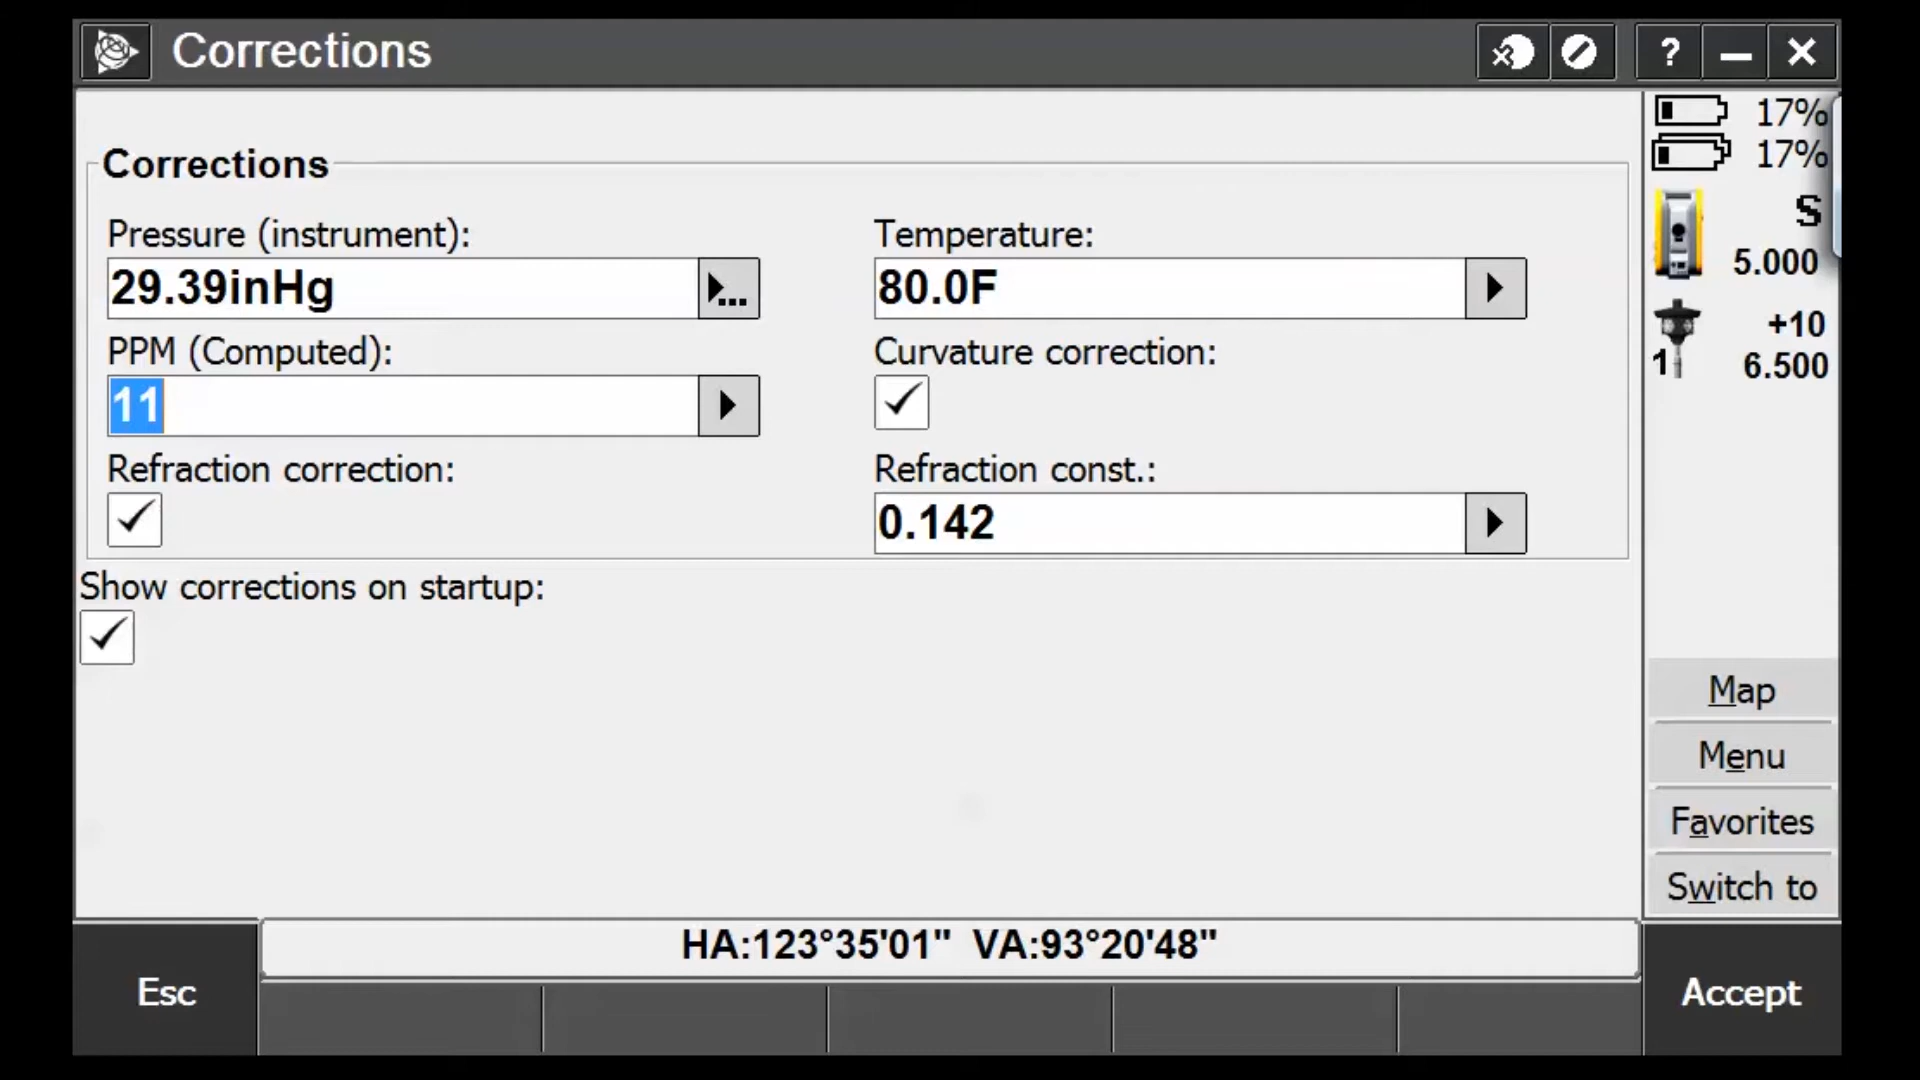 Corrections
?
17%
17%
Corrections
Pressure (instrument): Temperature:
29.39inHg 80.0F
S
5.000
PPM (Computed): Curvature correction:
11
+10
1 6.500
Refraction correction: Refraction const.:
0.142
Show corrections on startup:
Map
Menu
Favorites
Switch to
HA:123°35'01" VA:93°20'48"
Esc Accept